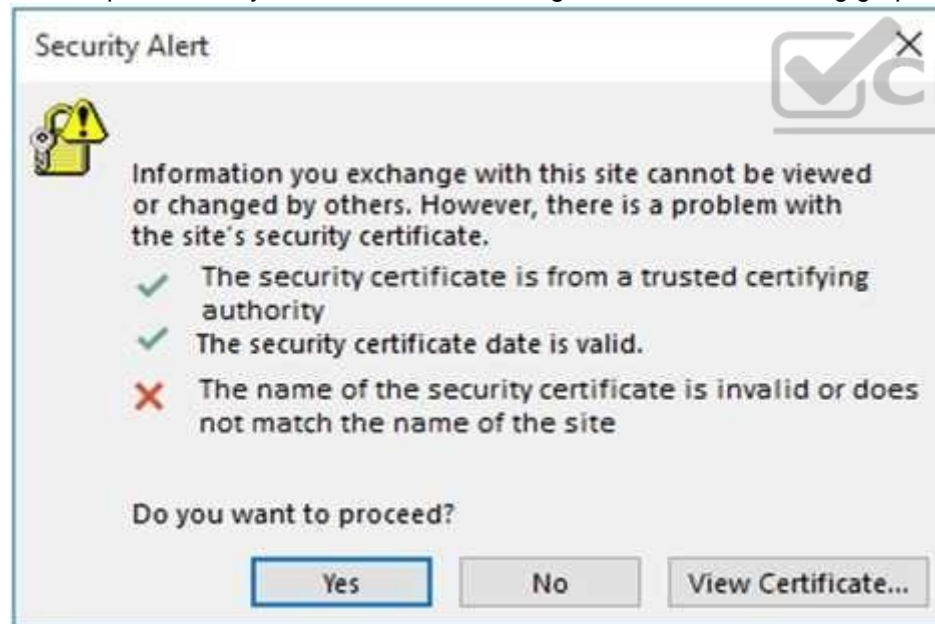 Security Alert
C
Information you exchange with this site cannot be viewed
or changed by others. However, there is a problem with
the site's security certificate.
The security certificate is from a trusted certifying
authority
The security certificate date is valid.
The name of the security certificate is invalid or does
not match the name of the site
Do you want to proceed?
Yes No View Certificate...